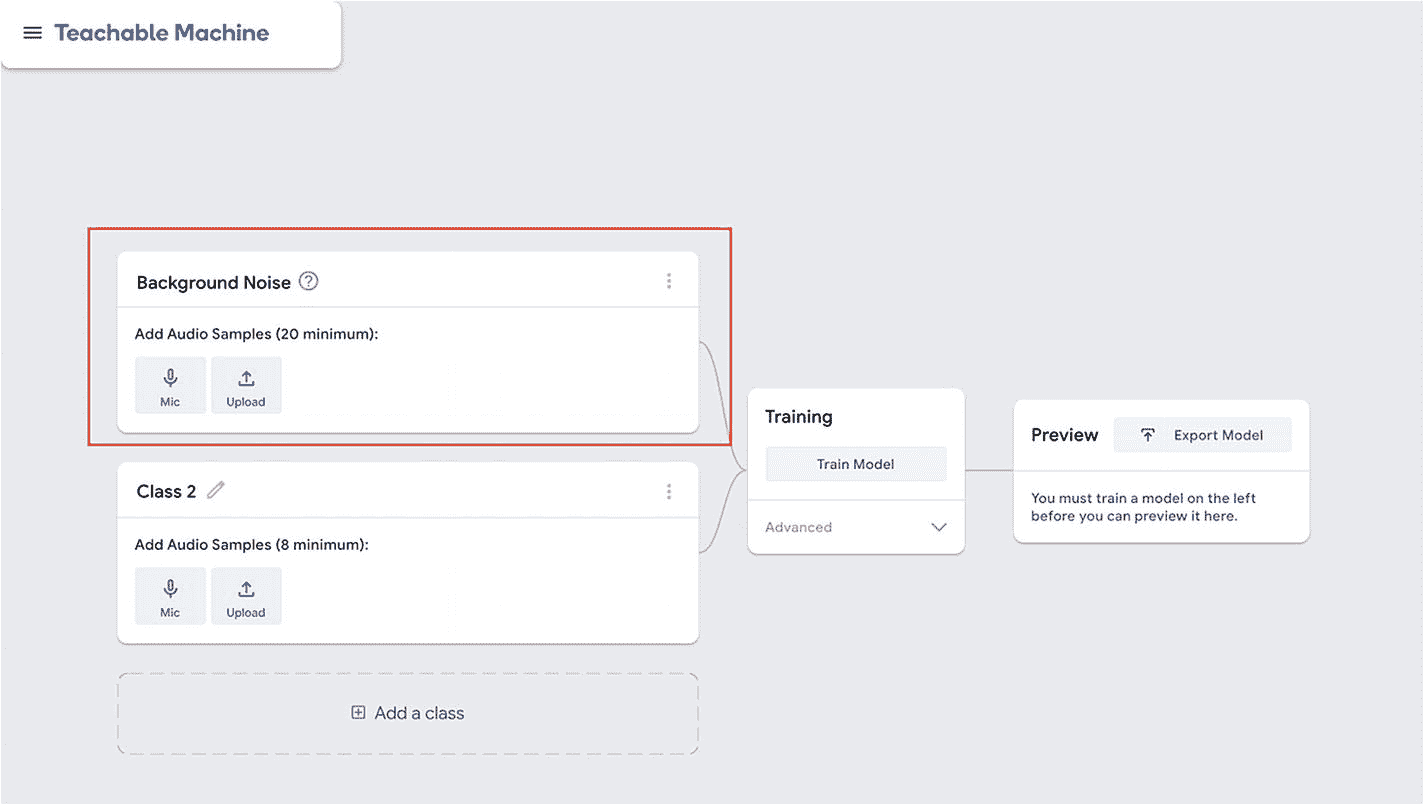 Teachable Machine
Background Noise ?
Add Audio Samples (20 minimum):
Mic
Upload
Class 2
Add Audio Samples (8 minimum):
Mic
Upload
Add a class
Training
Train Model
Advanced
Preview
Export Model
You must train a model on the left
before you can preview it here.